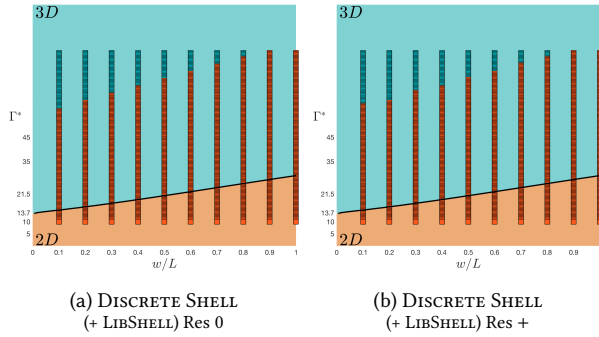 3D
3D
Γ*
Γ*
45
45
35
35
21.5
21.5
13.7
13.7
10
10
5
5
2D
2D
0 0.1 0.2 0.3 0.4 0.5 0.6 0.7 0.8 0.9 1
0 0.1 0.2 0.3 0.4 0.5 0.6 0.7 0.8 0.9
w/L
w/L
(a) Discrete Shell
(+ LibShell) Res 0
(b) Discrete Shell
(+ LibShell) Res +